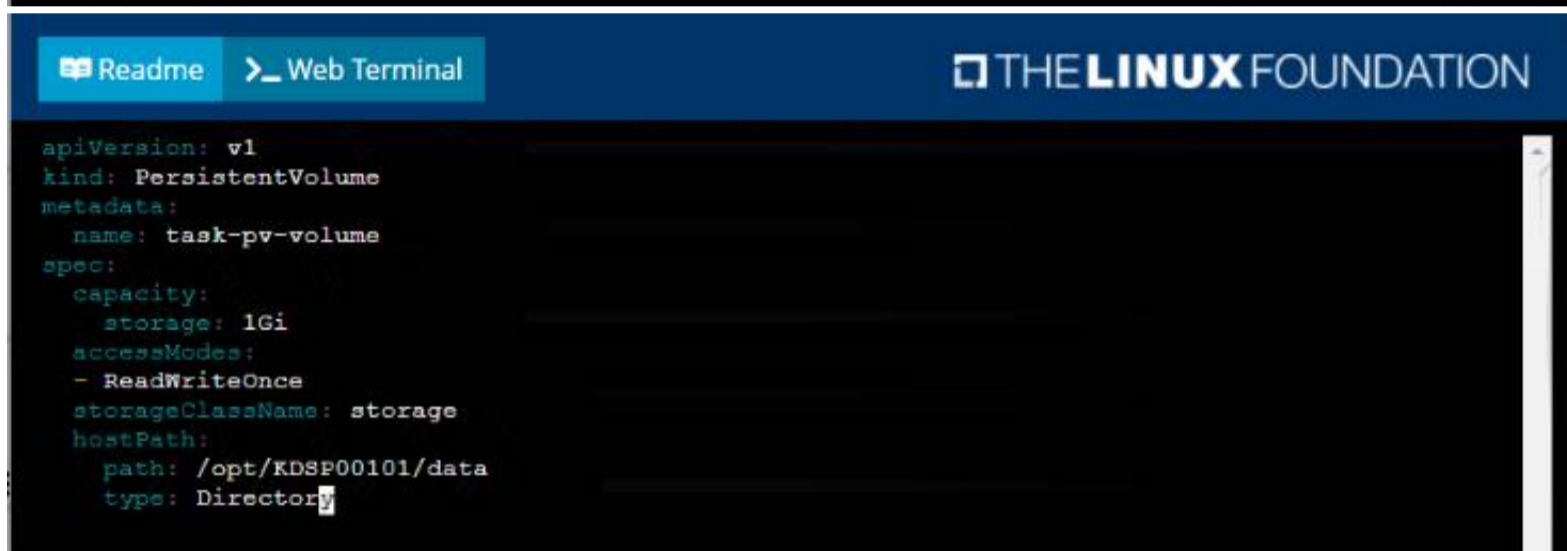 Readme >_ Web Terminal THE LINUX FOUNDATION
apiVersion: v1
kind: PersistentVolume
metadata:
  name: task-pv-volume
spec:
  capacity:
    storage: 1Gi
  accessModes:
  - ReadWriteOnce
  storageClassName: storage
  hostPath:
    path: /opt/KDSP00101/data
    type: Directory